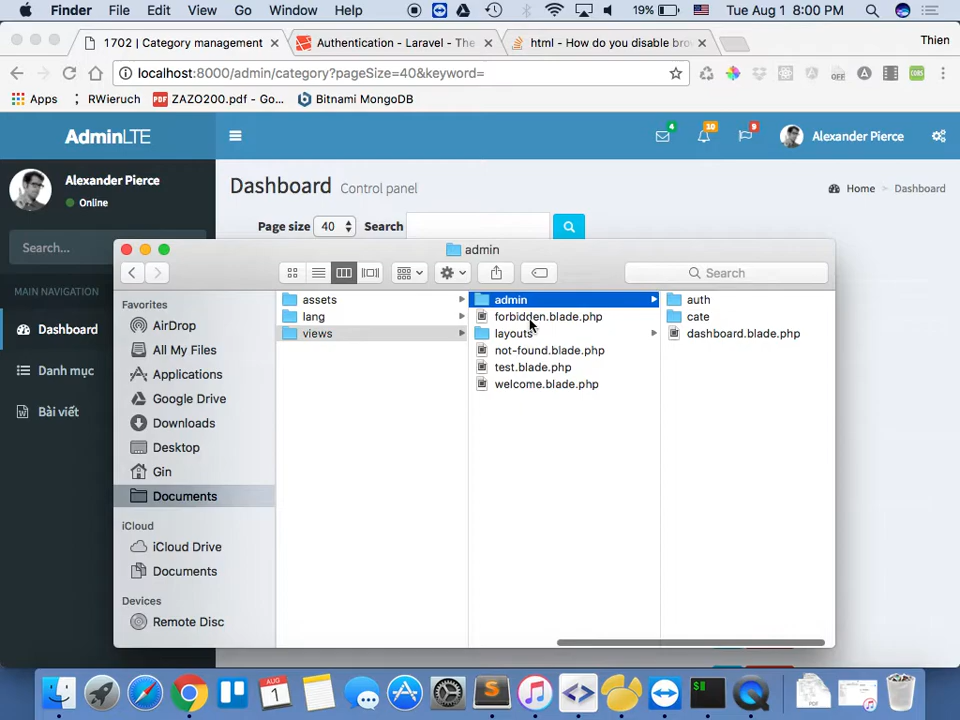 Finder File Edit View Go Window Help 19% Tue Aug 1 8:00 PM
1702 | Category management Authentication - Laravel - The html - How do you disable bro Thien
localhost:8000/admin/category?pageSize=40&keyword=
Apps RWieruch ZAZO200.pdf - Go... Bitnami MongoDB
AdminLTE 4 10 9 Alexander Pierce
Alexander Pierce
Online
Dashboard Control panel
Home > Dashboard
Page size 40 Search
Search...
MAIN NAVIGATION
Dashboard
Danh mục
Bài viết
admin
Search
Favorites
AirDrop
All My Files
Applications
Google Drive
Downloads
Desktop
Gin
Documents
iCloud
iCloud Drive
Documents
Devices
Remote Disc
assets
lang
views
admin
forbidden.blade.php
layouts
not-found.blade.php
test.blade.php
welcome.blade.php
auth
cate
dashboard.blade.php